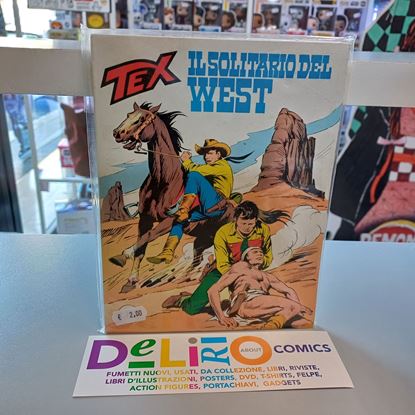 TEX
IL SOLITARIO DEL
WEST
€ 2,00
DELIRIO ABOUT COMICS
FUMETTI NUOVI, USATI, DA COLLEZIONE, LIBRI, RIVISTE,
LIBRI D'ILLUSTRAZIONI, POSTERS, DVD, T-SHIRTS, FELPE,
ACTION FIGURES, PORTACHIAVI, GADGETS